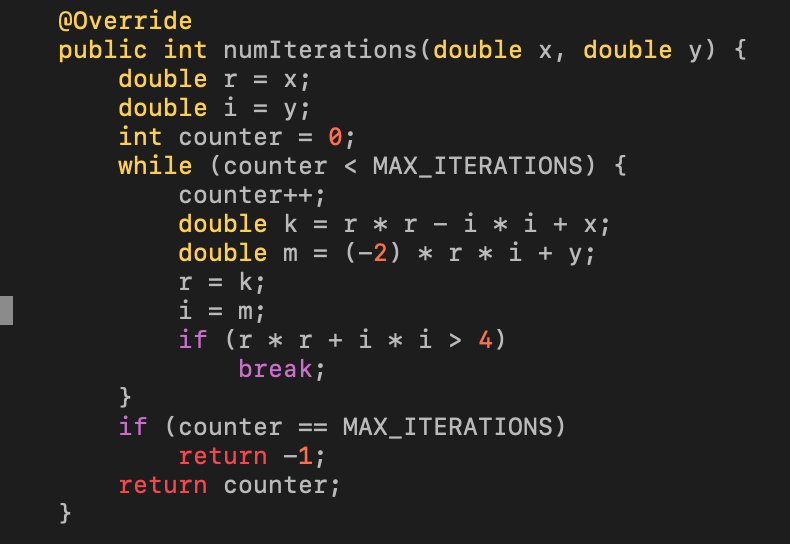 @Override
public int numIterations(double x, double y) {
double r = x;
double i = y;
int counter = 0;
while (counter < MAX_ITERATIONS) {
counter++;
double k = r * r - i * i + x;
double m = (-2) * r * i + y;
r = k;
i = m;
if (r * r + i * i > 4)
break;
}
if (counter == MAX_ITERATIONS)
return -1;
return counter;
}